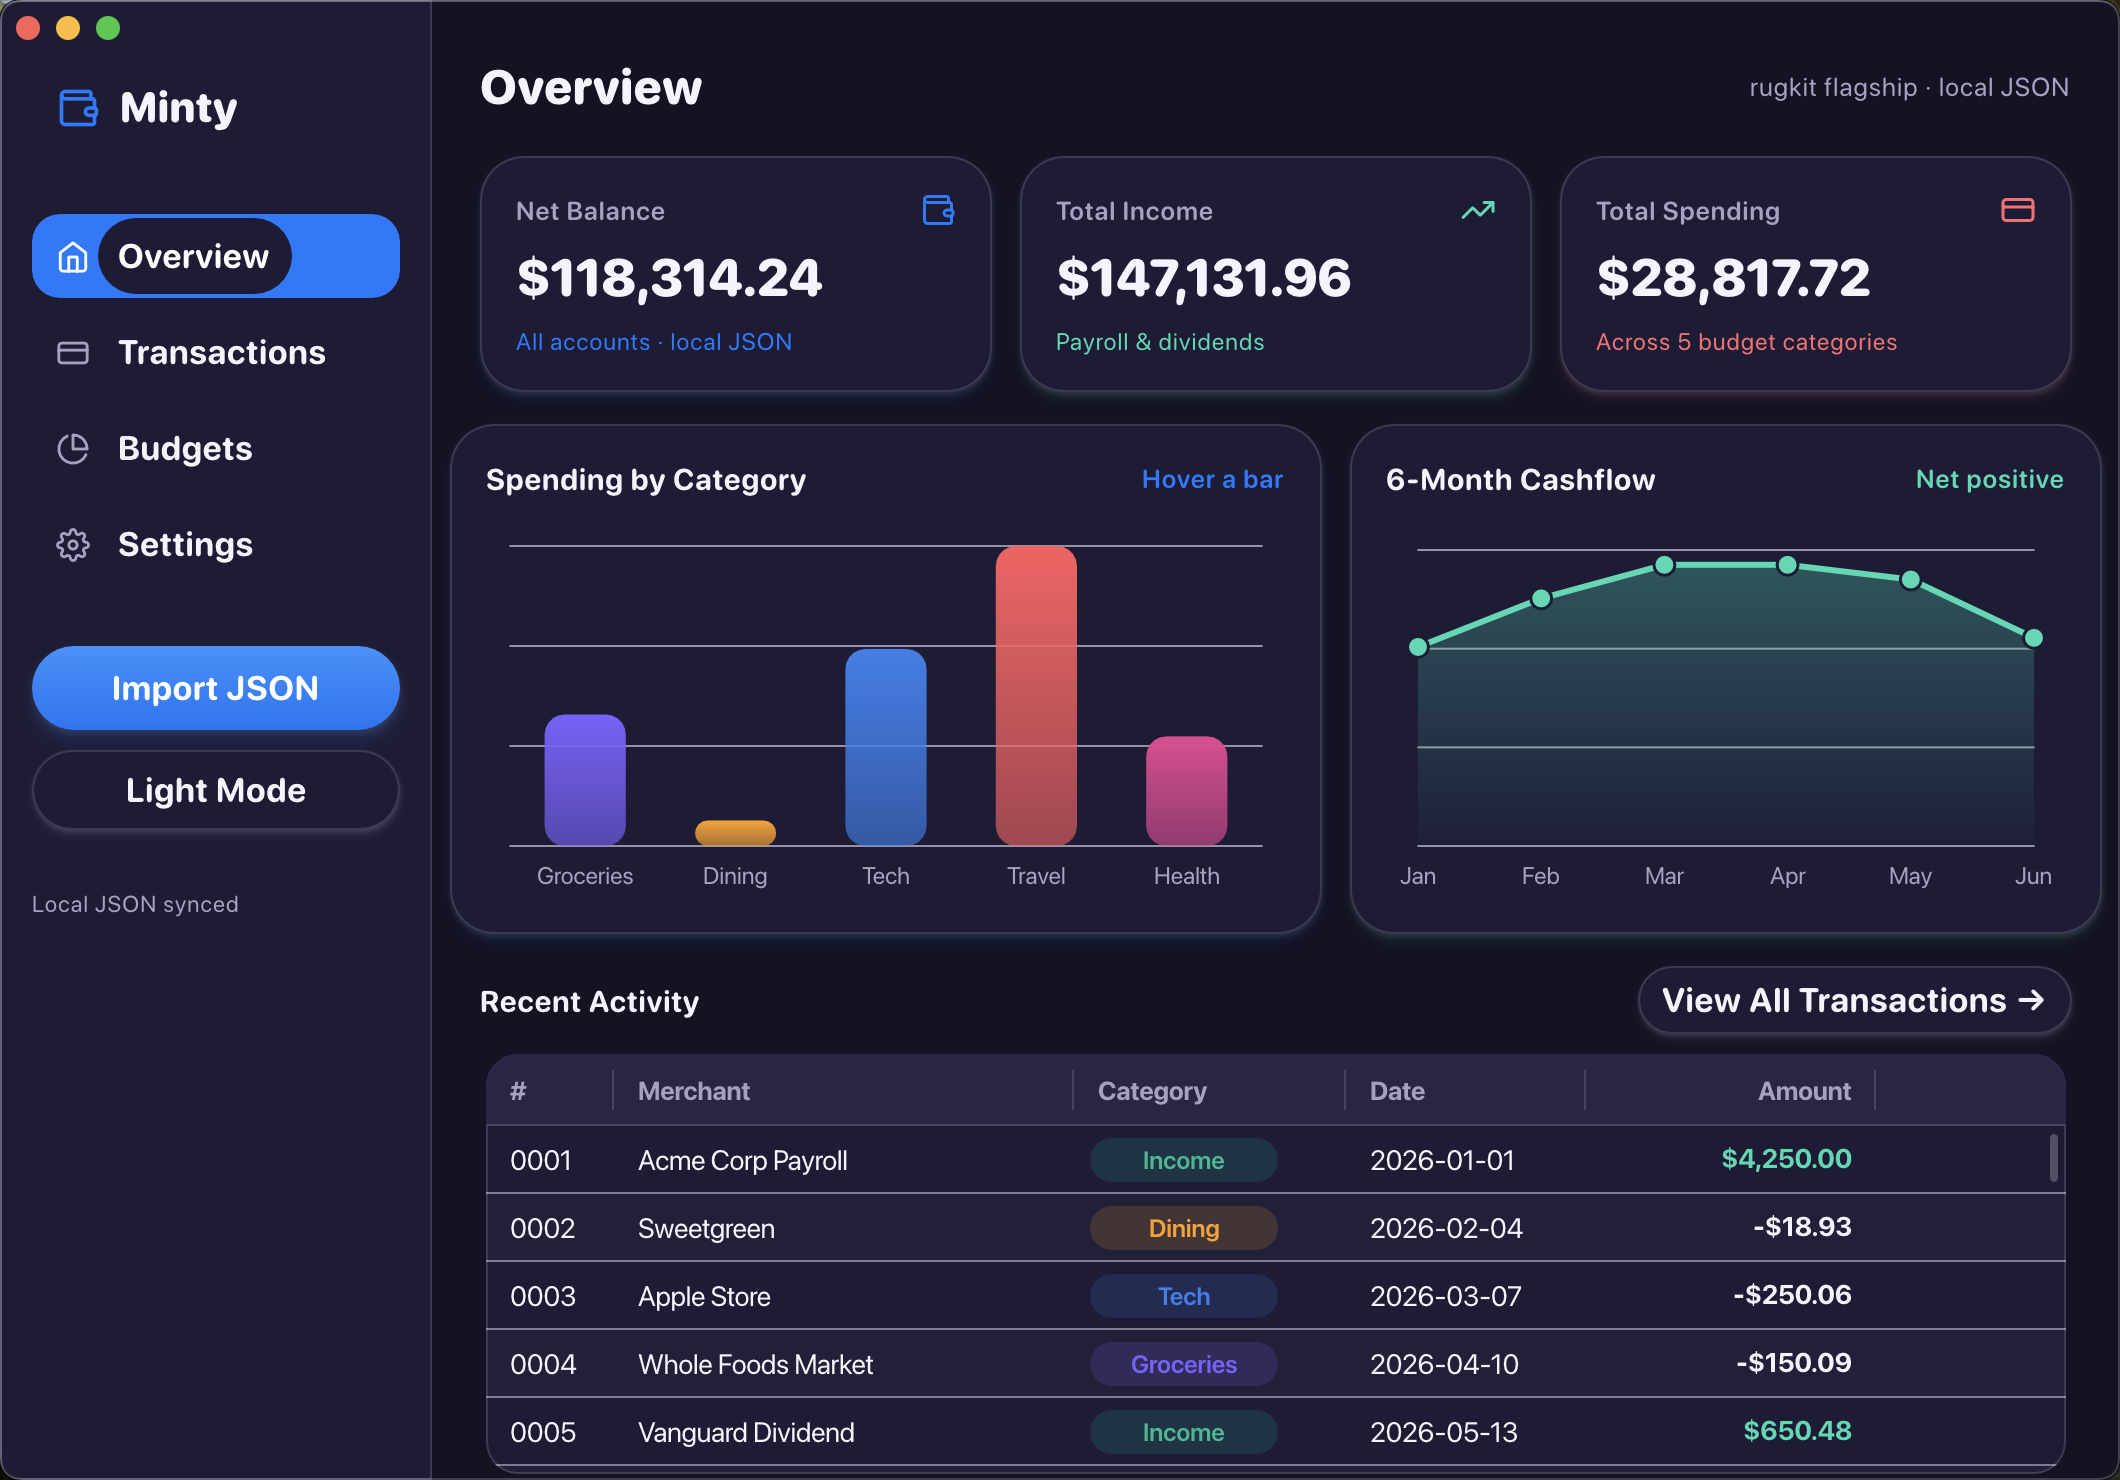 Minty
Overview
Transactions
Budgets
Settings
Import JSON
Light Mode
Local JSON synced
Overview
rugkit flagship · local JSON
Net Balance
$118,314.24
All accounts · local JSON
Total Income
$147,131.96
Payroll & dividends
Total Spending
$28,817.72
Across 5 budget categories
Spending by Category
Hover a bar
Groceries Dining Tech Travel Health
6-Month Cashflow
Net positive
Jan Feb Mar Apr May Jun
Recent Activity
View All Transactions →
# Merchant Category Date Amount
0001 Acme Corp Payroll Income 2026-01-01 $4,250.00
0002 Sweetgreen Dining 2026-02-04 -$18.93
0003 Apple Store Tech 2026-03-07 -$250.06
0004 Whole Foods Market Groceries 2026-04-10 -$150.09
0005 Vanguard Dividend Income 2026-05-13 $650.48